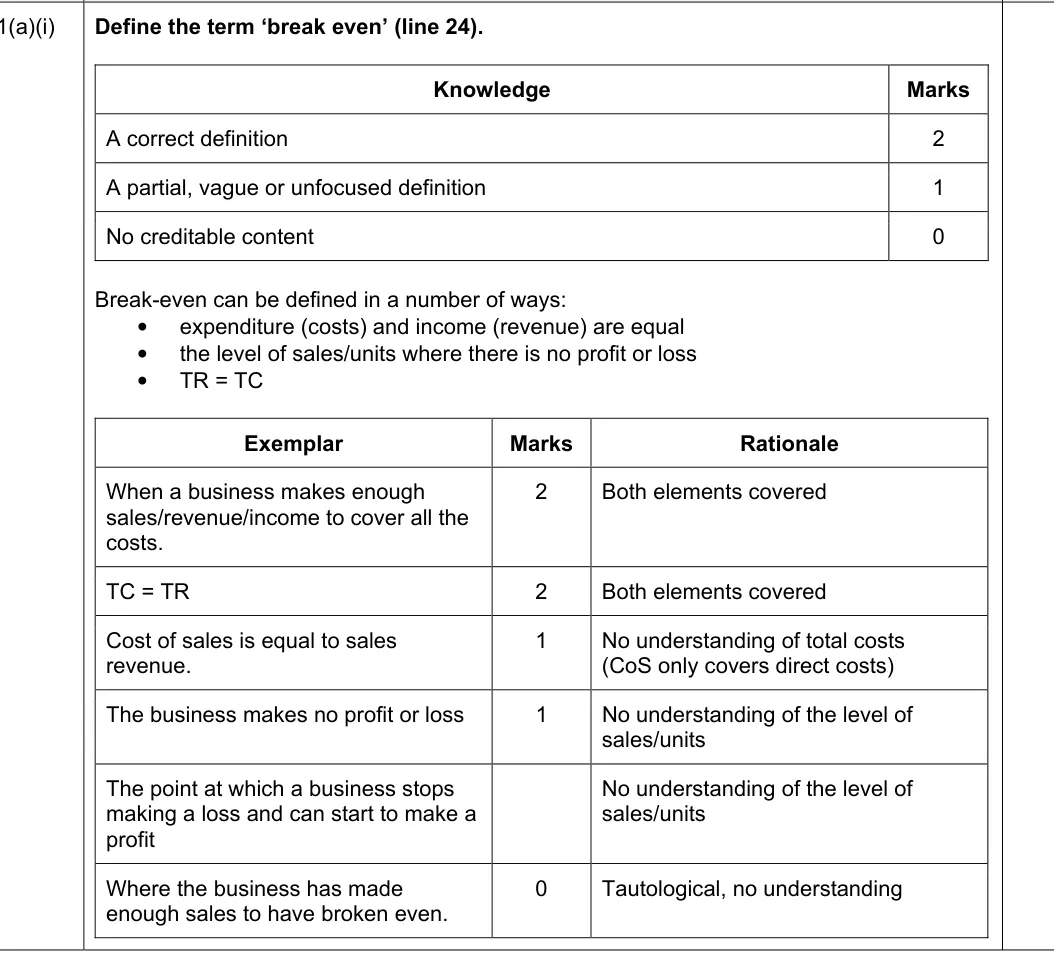 1(a)(i) Define the term ‘break even’ (line 24).
Knowledge Marks
A correct definition 2
A partial, vague or unfocused definition 1
No creditable content 0
Break-even can be defined in a number of ways:
• expenditure (costs) and income (revenue) are equal
• the level of sales/units where there is no profit or loss
• TR = TC
Exemplar Marks Rationale
When a business makes enough 2 Both elements covered
sales/revenue/income to cover all the
costs.
TC = TR 2 Both elements covered
Cost of sales is equal to sales 1 No understanding of total costs
revenue. (CoS only covers direct costs)
The business makes no profit or loss 1 No understanding of the level of
sales/units
The point at which a business stops No understanding of the level of
making a loss and can start to make a sales/units
profit
Where the business has made 0 Tautological, no understanding
enough sales to have broken even.